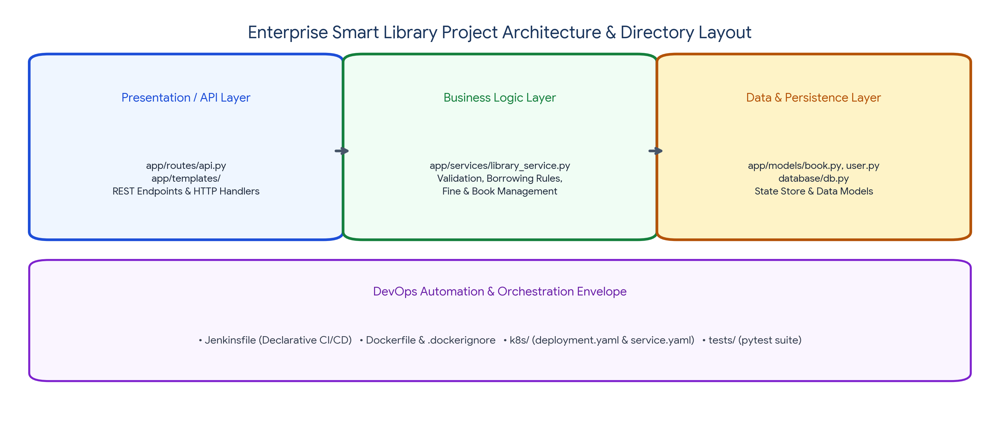 Enterprise Smart Library Project Architecture & Directory Layout
Presentation / API Layer
app/routes/api.py
app/templates/
REST Endpoints & HTTP Handlers
Business Logic Layer
app/services/library_service.py
Validation, Borrowing Rules,
Fine & Book Management
Data & Persistence Layer
app/models/book.py, user.py
database/db.py
State Store & Data Models
DevOps Automation & Orchestration Envelope
• Jenkinsfile (Declarative CI/CD) • Dockerfile & .dockerignore • k8s/ (deployment.yaml & service.yaml) • tests/ (pytest suite)